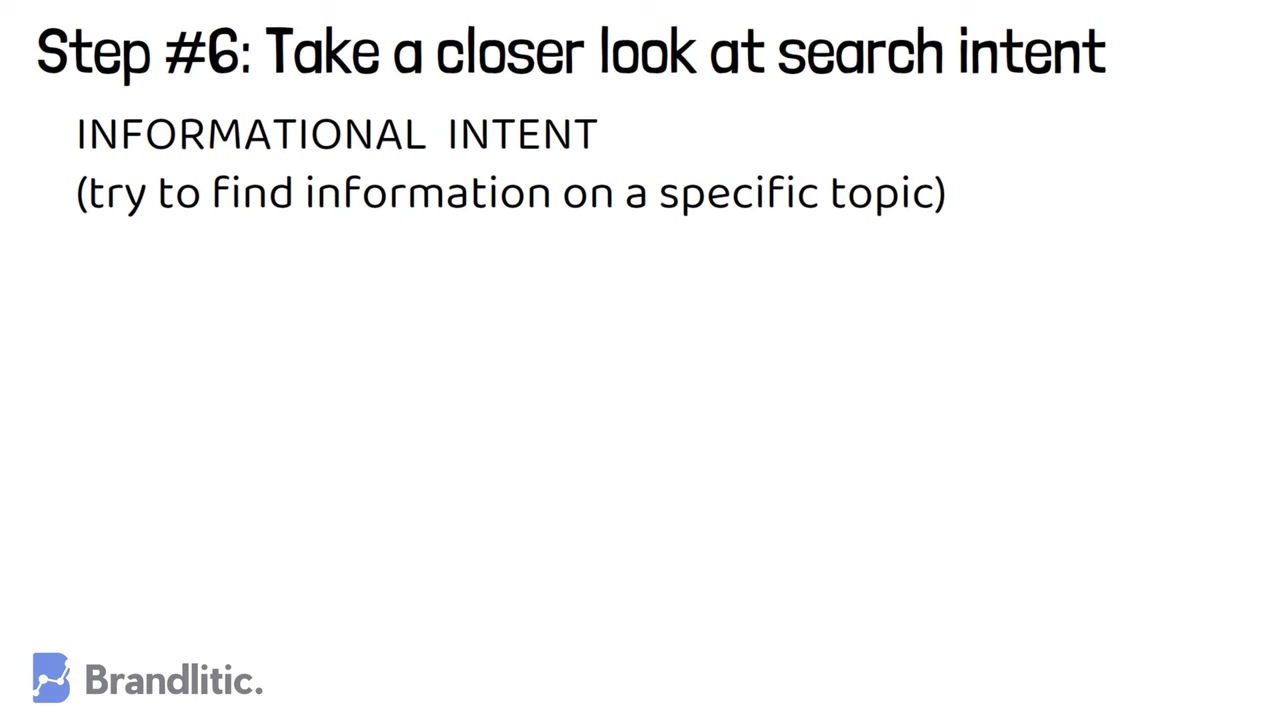 Step #6: Take a closer look at search intent
INFORMATIONAL INTENT
(try to find information on a specific topic)
Brandlitic.